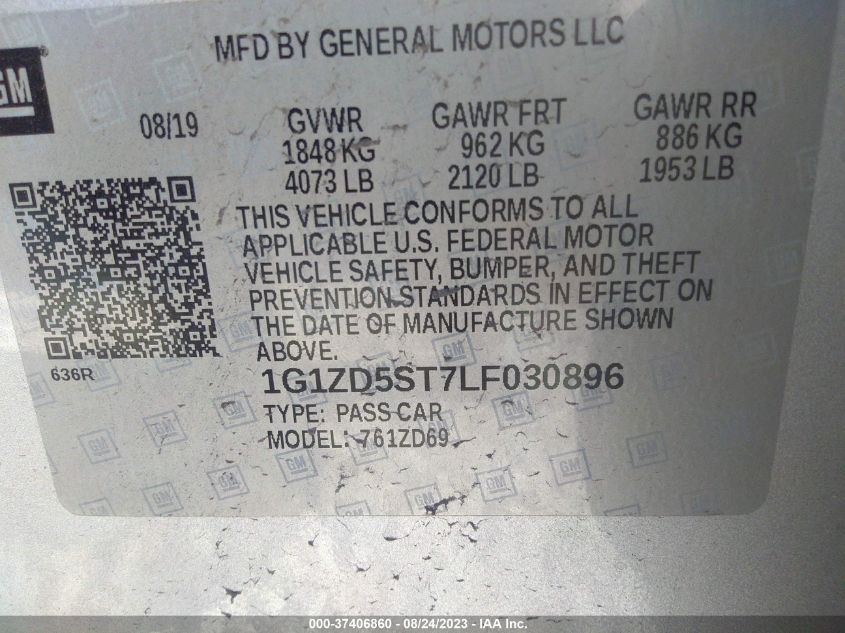 MFD BY GENERAL MOTORS LLC
GM
08/19
GVWR
1848 KG
4073 LB
GAWR FRT
962 KG
2120 LB
GAWR RR
886 KG
1953 LB
THIS VEHICLE CONFORMS TO ALL
APPLICABLE U.S. FEDERAL MOTOR
VEHICLE SAFETY, BUMPER, AND THEFT
PREVENTION STANDARDS IN EFFECT ON
THE DATE OF MANUFACTURE SHOWN
ABOVE.
636R
1G1ZD5ST7LF030896
TYPE: PASS CAR
MODEL: 761ZD69
000-37406860 - 08/24/2023 - IAAI.COM